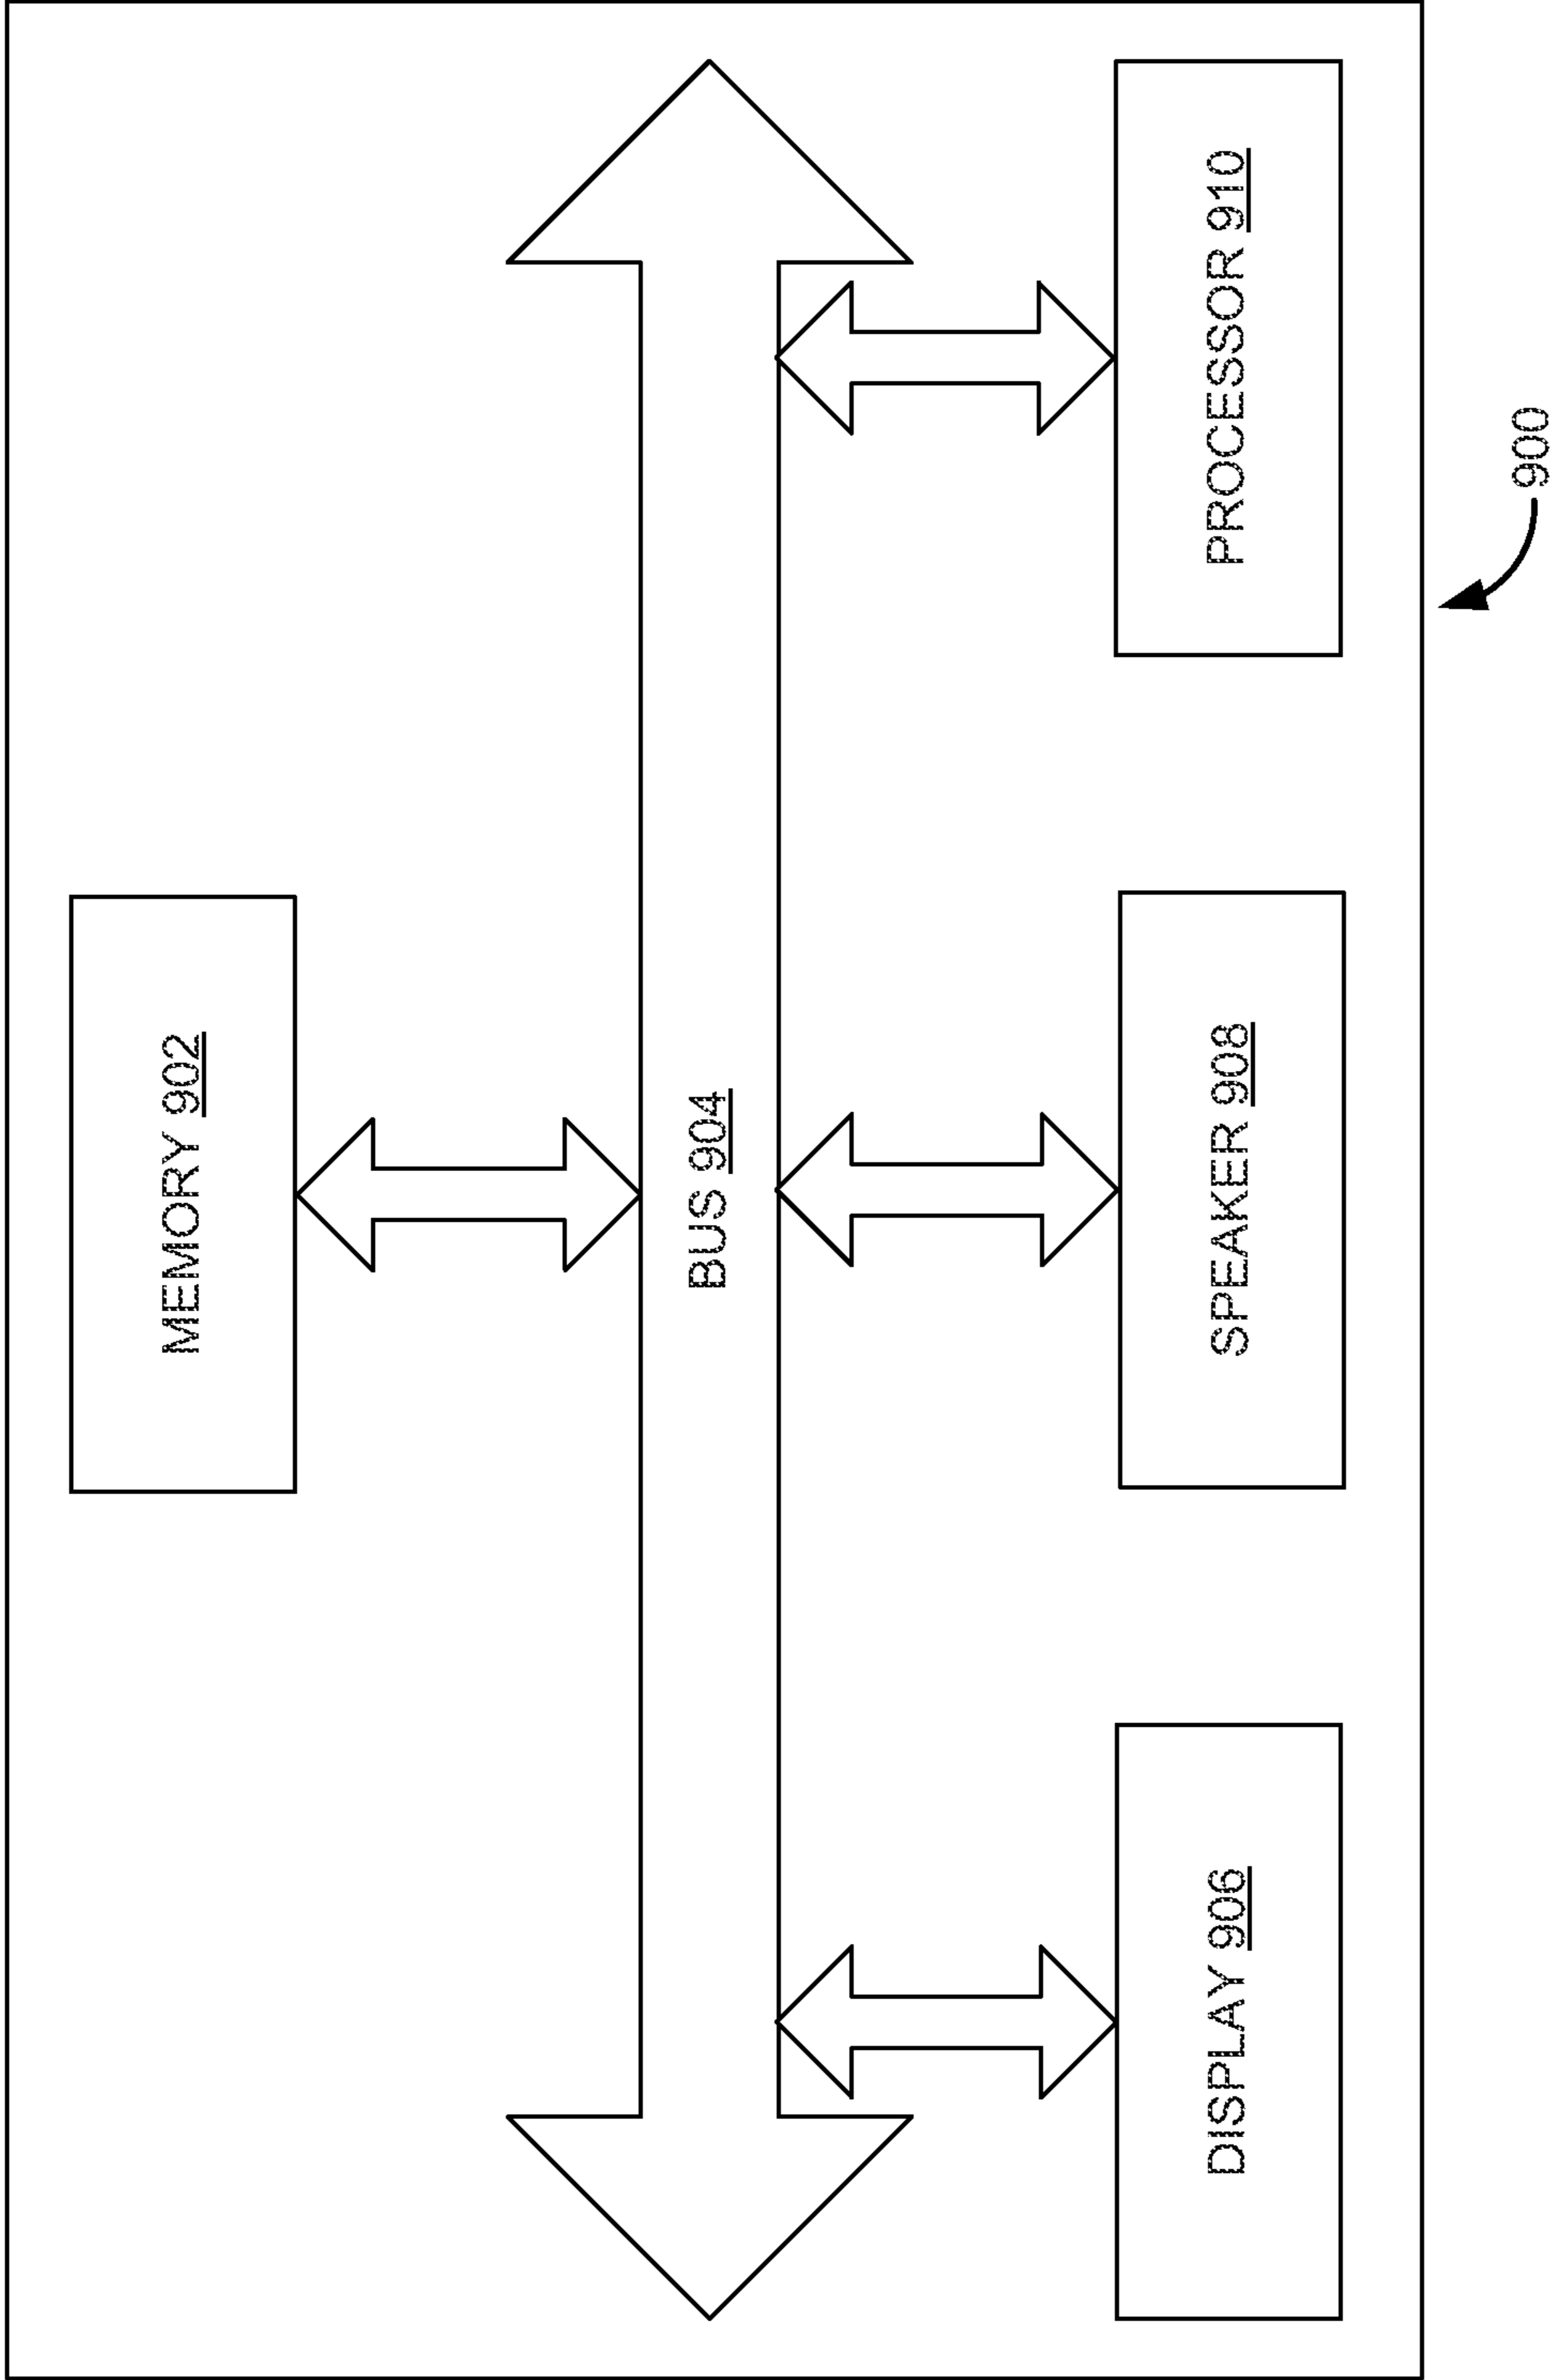 MEMORY 902
BUS 904
DISPLAY 906
SPEAKER 908
PROCESSOR 910
900